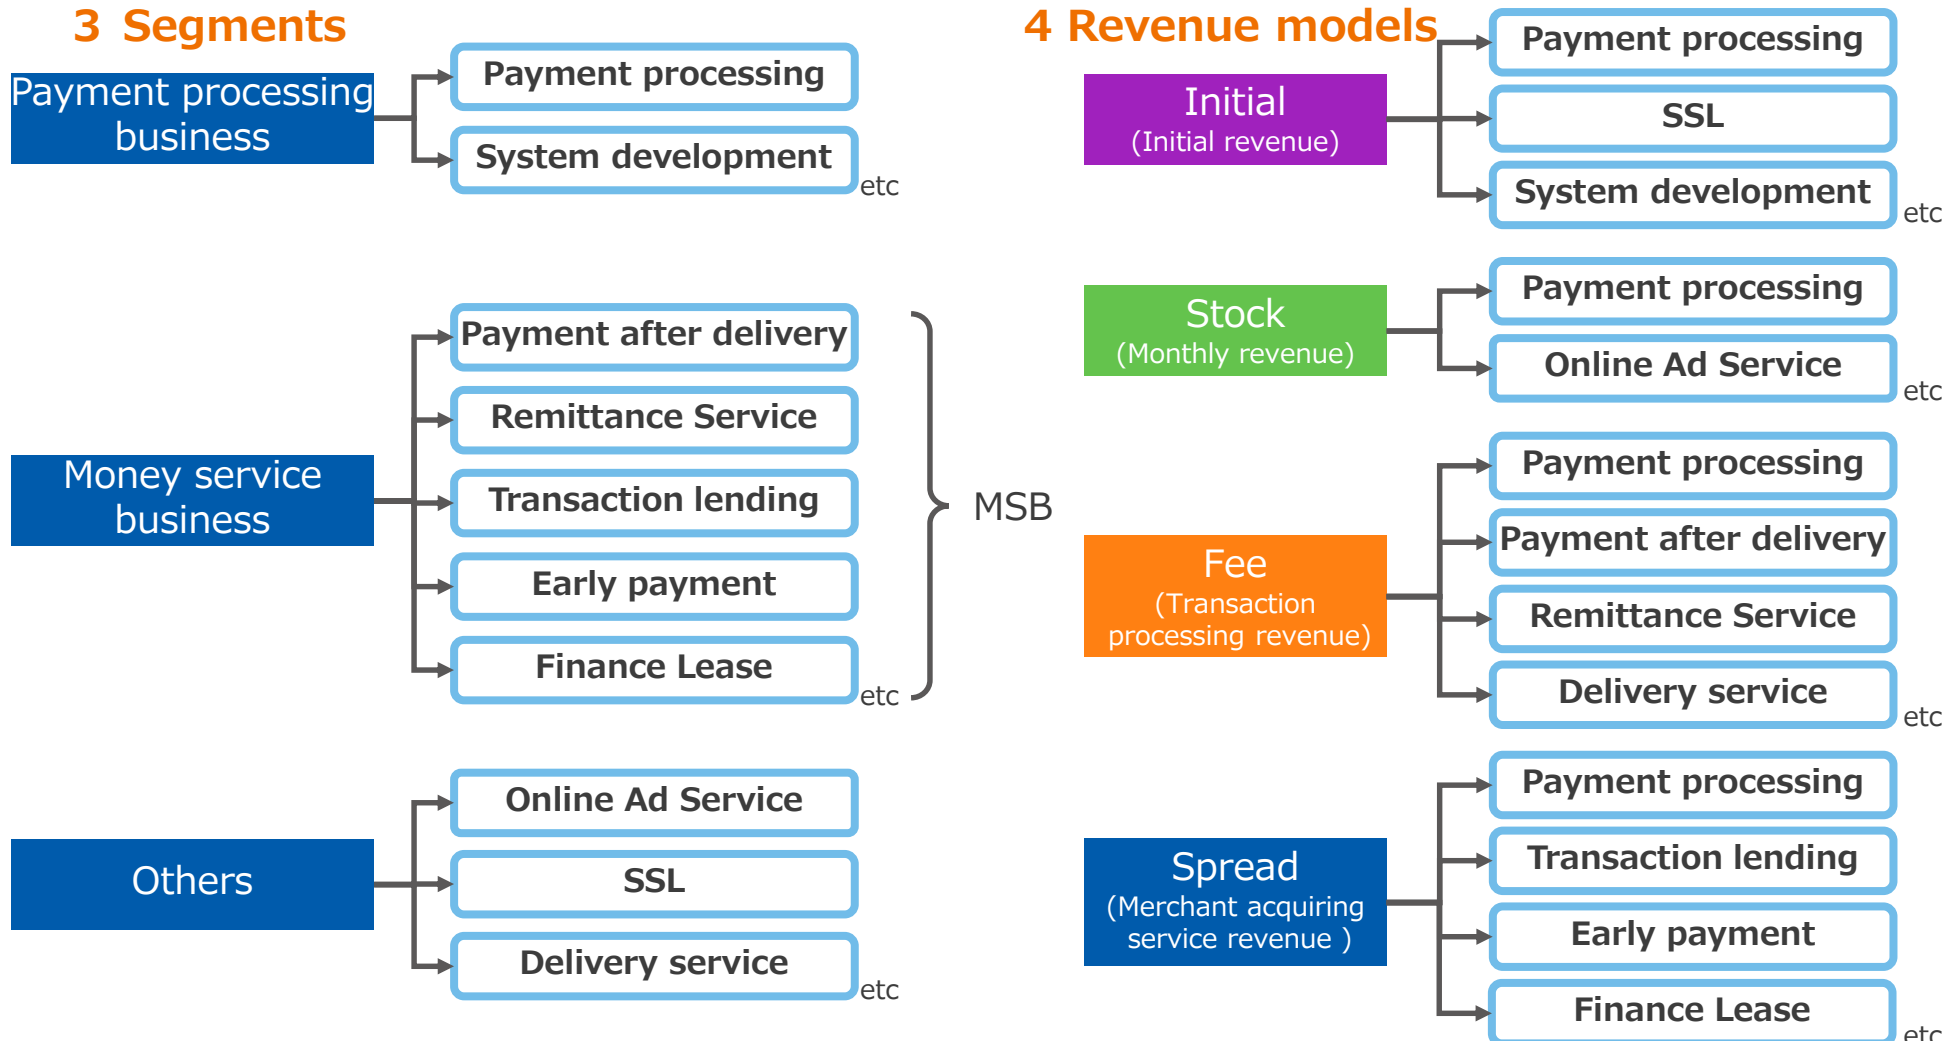 3 Segments
Payment processing
business
Payment processing
System development
etc
Money service
business
Payment after delivery
Remittance Service
Transaction lending
Early payment
Finance Lease
etc
MSB
Others
Online Ad Service
SSL
Delivery service
etc
4 Revenue models
Initial
(Initial revenue)
Payment processing
SSL
System development
etc
Stock
(Monthly revenue)
Payment processing
Online Ad Service
etc
Fee
(Transaction
processing revenue)
Payment processing
Payment after delivery
Remittance Service
Delivery service
etc
Spread
(Merchant acquiring
service revenue )
Payment processing
Transaction lending
Early payment
Finance Lease
etc